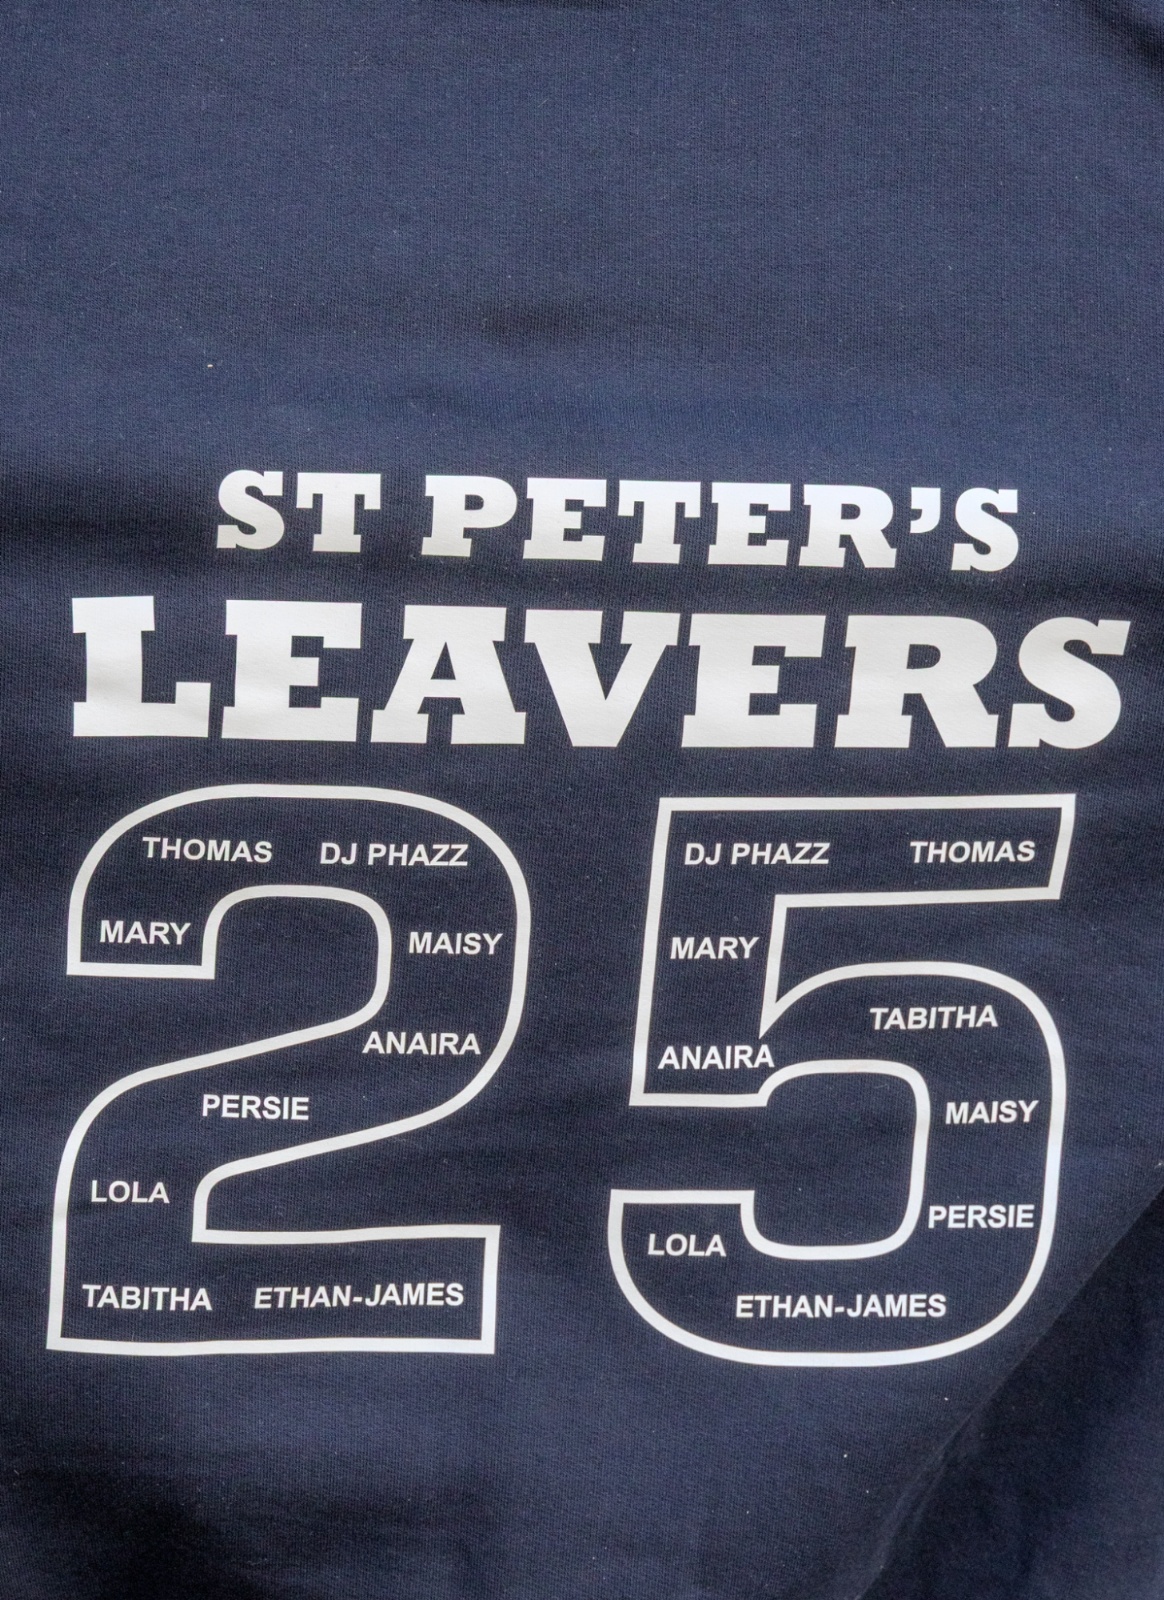 ST PETER'S
LEAVERS
25
THOMAS DJ PHAZZ
MARY MAISY
ANAIRA
PERSIE
LOLA
TABITHA ETHAN-JAMES
DJ PHAZZ THOMAS
MARY
TABITHA
ANAIRA
MAISY
PERSIE
LOLA
ETHAN-JAMES